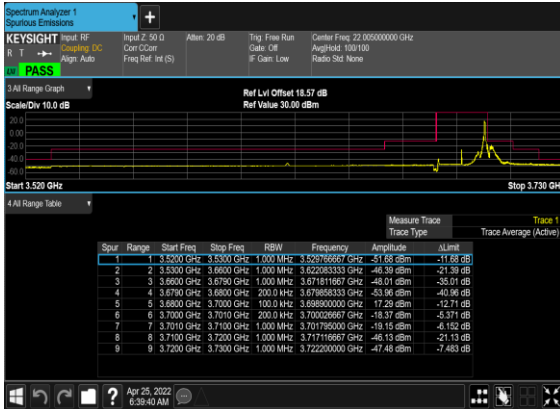 Spectrum Analyzer 1
Spurious Emissions
+
KEYSIGHT Input: RF Input Z: 50 Ω Atten: 20 dB Trig: Free Run Center Freq: 22.005000000 GHz
R T Coupling: DC Corr CCorr Gate: Off Avg|Hold: 100/100
Align: Auto Freq Ref: Int (S) IF Gain: Low Radio Std: None
PASS
3 All Range Graph
Ref Lvl Offset 18.57 dB
Scale/Div 10.0 dB Ref Value 30.00 dBm
20.0
0.00
-20.0
-40.0
-60.0
Start 3.520 GHz Stop 3.730 GH
4 All Range Table
Measure Trace Trace 1
Trace Type Trace Average (Active)
Spur Range Start Freq Stop Freq RBW Frequency Amplitude ΔLimit
1 1 3.5200 GHz 3.5300 GHz 1.000 MHz 3.529766667 GHz -51.68 dBm -11.68 dB
2 2 3.5300 GHz 3.6600 GHz 1.000 MHz 3.622083333 GHz -46.39 dBm -21.39 dB
3 3 3.6600 GHz 3.6790 GHz 1.000 MHz 3.671811667 GHz -48.01 dBm -35.01 dB
4 4 3.6790 GHz 3.6800 GHz 200.0 kHz 3.679858333 GHz -53.96 dBm -40.96 dB
5 5 3.6800 GHz 3.7000 GHz 100.0 kHz 3.698900000 GHz 17.29 dBm -12.71 dB
6 6 3.7000 GHz 3.7010 GHz 200.0 kHz 3.700026667 GHz -18.37 dBm -5.371 dB
7 7 3.7010 GHz 3.7100 GHz 1.000 MHz 3.701795000 GHz -19.15 dBm -6.152 dB
8 8 3.7100 GHz 3.7200 GHz 1.000 MHz 3.717116667 GHz -46.13 dBm -21.13 dB
9 9 3.7200 GHz 3.7300 GHz 1.000 MHz 3.722200000 GHz -47.48 dBm -7.483 dB
? Apr 25, 2022
6:39:40 AM